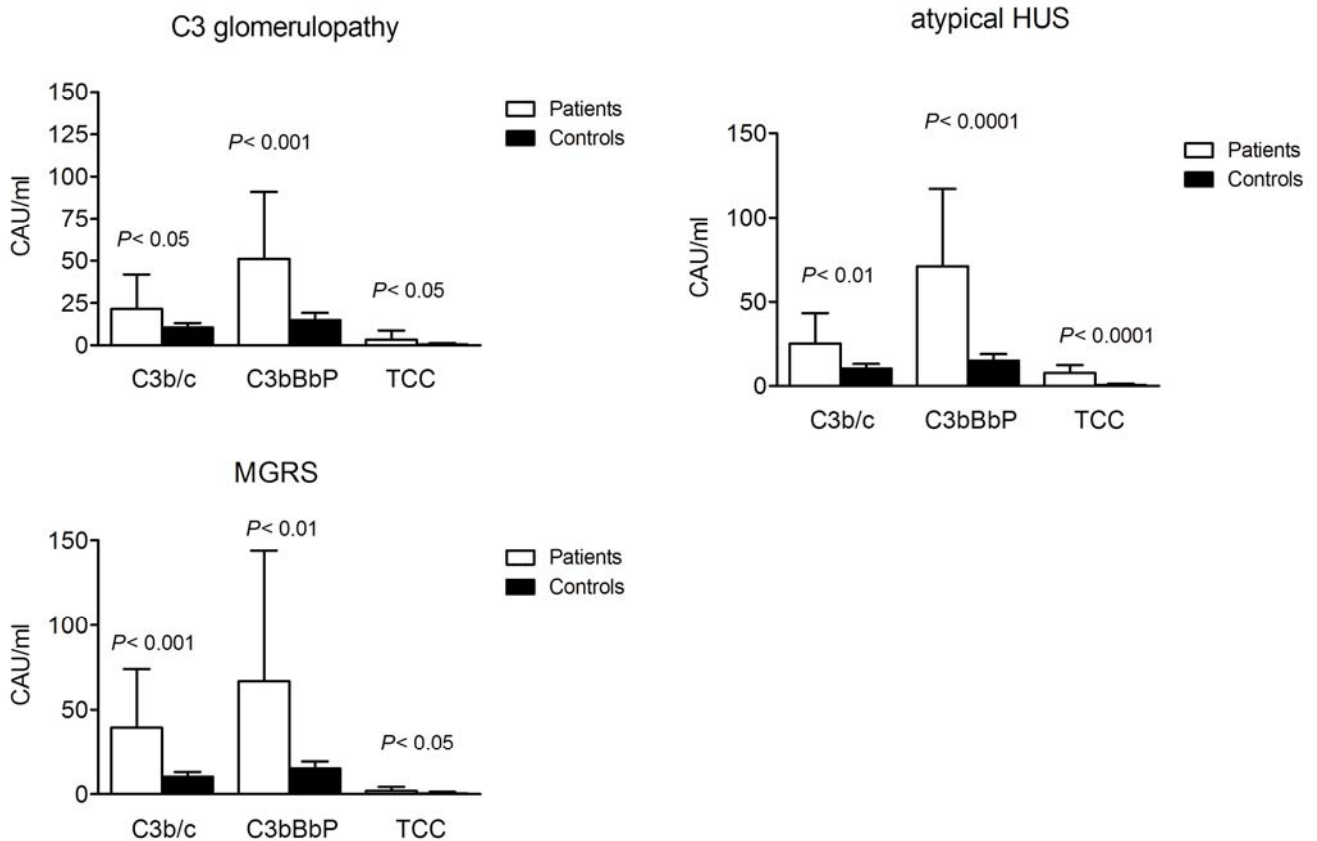 C3 glomerulopathy
150
125
100
75
50
25
0
CAU/ml
P< 0.05
P< 0.001
P< 0.05
C3b/c C3bBbP TCC
Patients
Controls
atypical HUS
150
100
50
0
CAU/ml
P< 0.01
P< 0.0001
P< 0.0001
C3b/c C3bBbP TCC
Patients
Controls
MGRS
150
100
50
0
CAU/ml
P< 0.001
P< 0.01
P< 0.05
C3b/c C3bBbP TCC
Patients
Controls